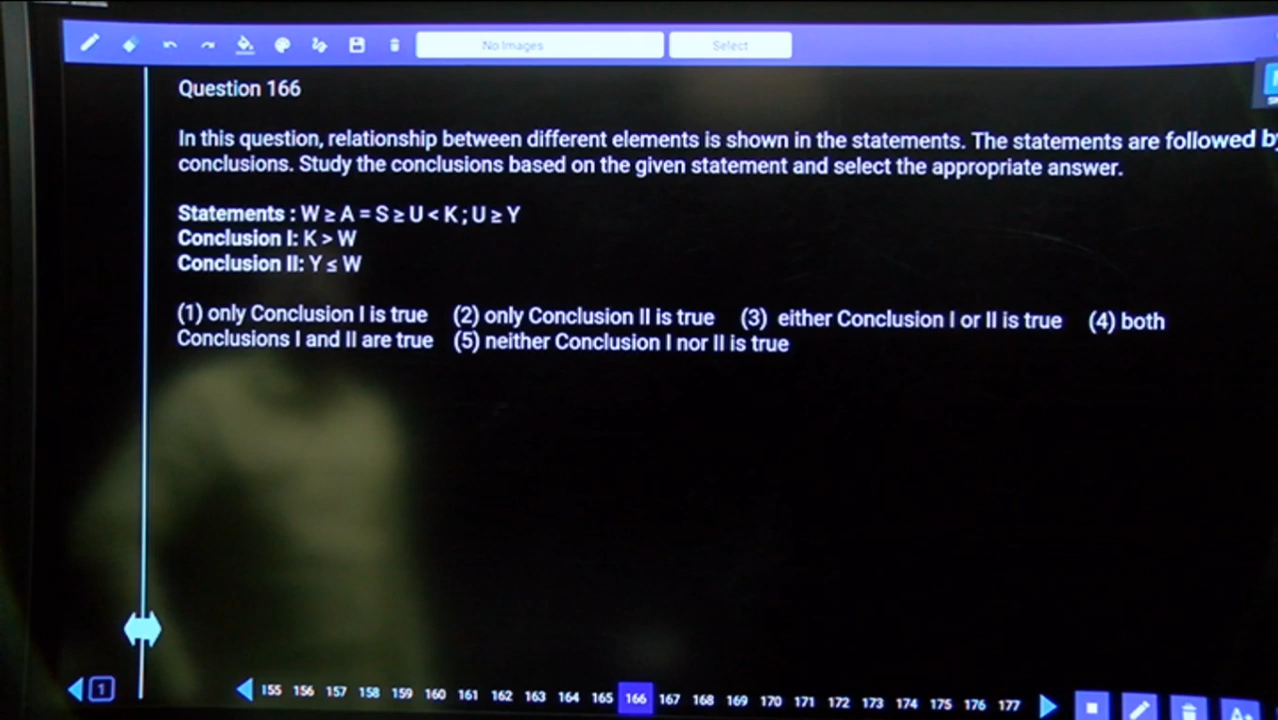 No Images
Select
Question 166
In this question, relationship between different elements is shown in the statements. The statements are followed by
conclusions. Study the conclusions based on the given statement and select the appropriate answer.
Statements : W ≥ A = S ≥ U < K ; U ≥ Y
Conclusion I: K > W
Conclusion II: Y ≤ W
(1) only Conclusion I is true (2) only Conclusion II is true (3) either Conclusion I or II is true (4) both
Conclusions I and II are true (5) neither Conclusion I nor II is true
1
155 156 157 158 159 160 161 162 163 164 165 166 167 168 169 170 171 172 173 174 175 176 177